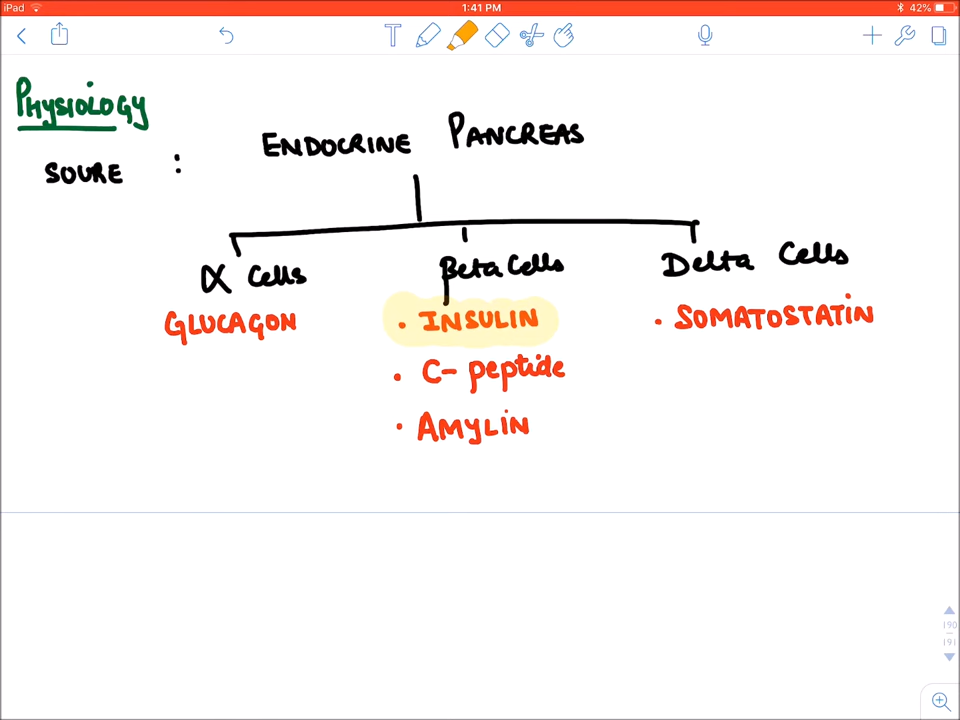 iPad 1:41 PM 42%
T
PHYSIOLOGY
SOURE : ENDOCRINE PANCREAS
α Cells Beta Cells Delta Cells
GLUCAGON • INSULIN • SOMATOSTATIN
• C- peptide
• AMYLIN
190
191